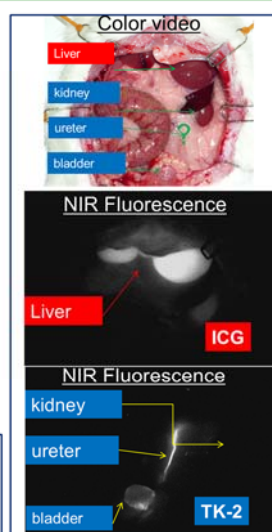 Color video
Liver
kidney
ureter
?
bladder
NIR Fluorescence
Liver
ICG
NIR Fluorescence
kidney
ureter
bladder
TK-2